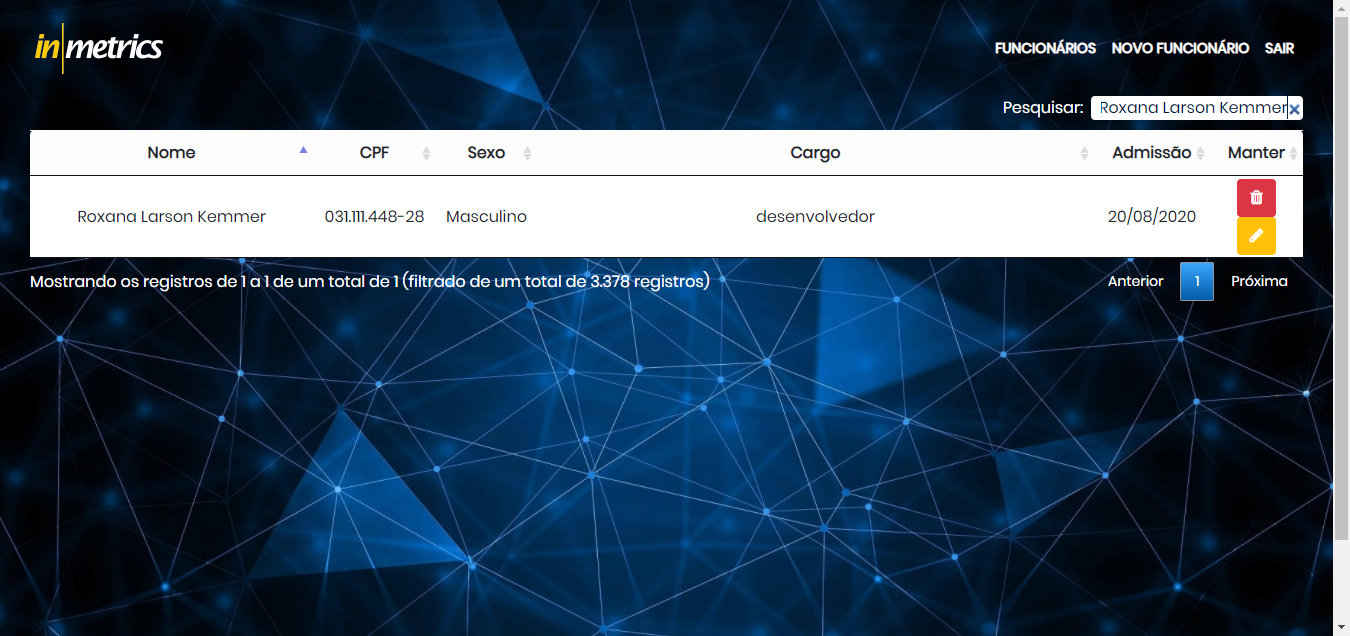 in|metrics
FUNCIONÁRIOS NOVO FUNCIONÁRIO SAIR
Pesquisar: Roxana Larson Kemmer
Nome CPF Sexo Cargo Admissão Manter
Roxana Larson Kemmer 031.111.448-28 Masculino desenvolvedor 20/08/2020
Mostrando os registros de 1 a 1 de um total de 1 (filtrado de um total de 3.378 registros) Anterior 1 Próxima